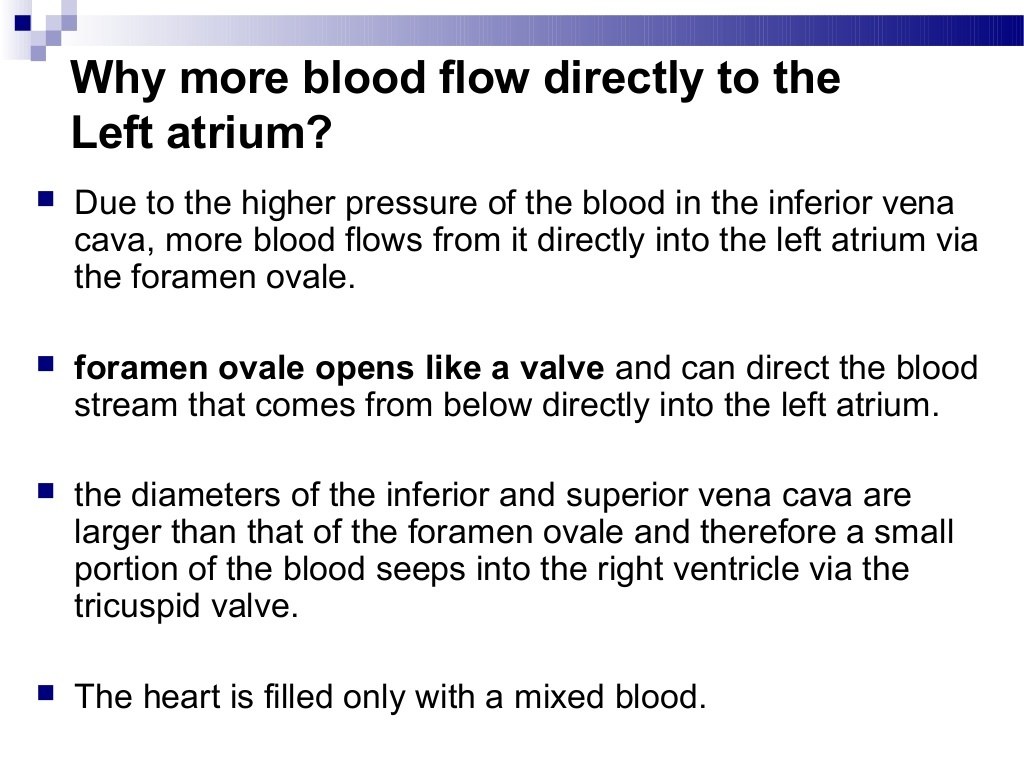 Why more blood flow directly to the
Left atrium?
Due to the higher pressure of the blood in the inferior vena
cava, more blood flows from it directly into the left atrium via
the foramen ovale.
foramen ovale opens like a valve and can direct the blood
stream that comes from below directly into the left atrium.
the diameters of the inferior and superior vena cava are
larger than that of the foramen ovale and therefore a small
portion of the blood seeps into the right ventricle via the
tricuspid valve.
The heart is filled only with a mixed blood.